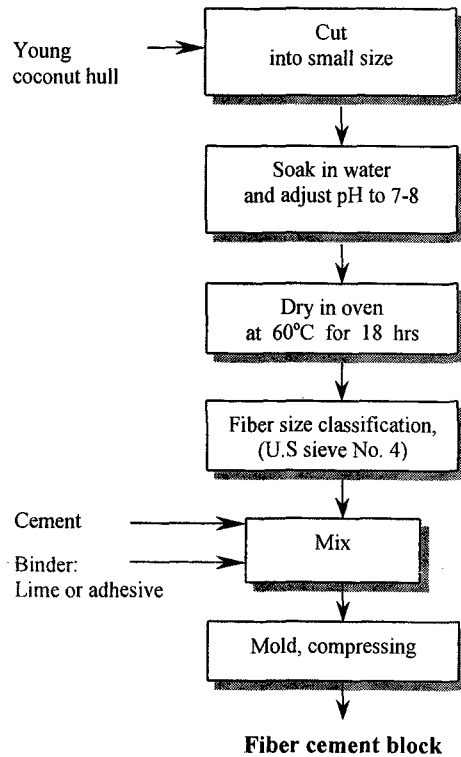 Young
coconut hull
Cut
into small size
Soak in water
and adjust pH to 7-8
Dry in oven
at 60°C for 18 hrs
Fiber size classification,
(U.S sieve No. 4)
Cement
Binder:
Lime or adhesive
Mix
Mold, compressing
Fiber cement block